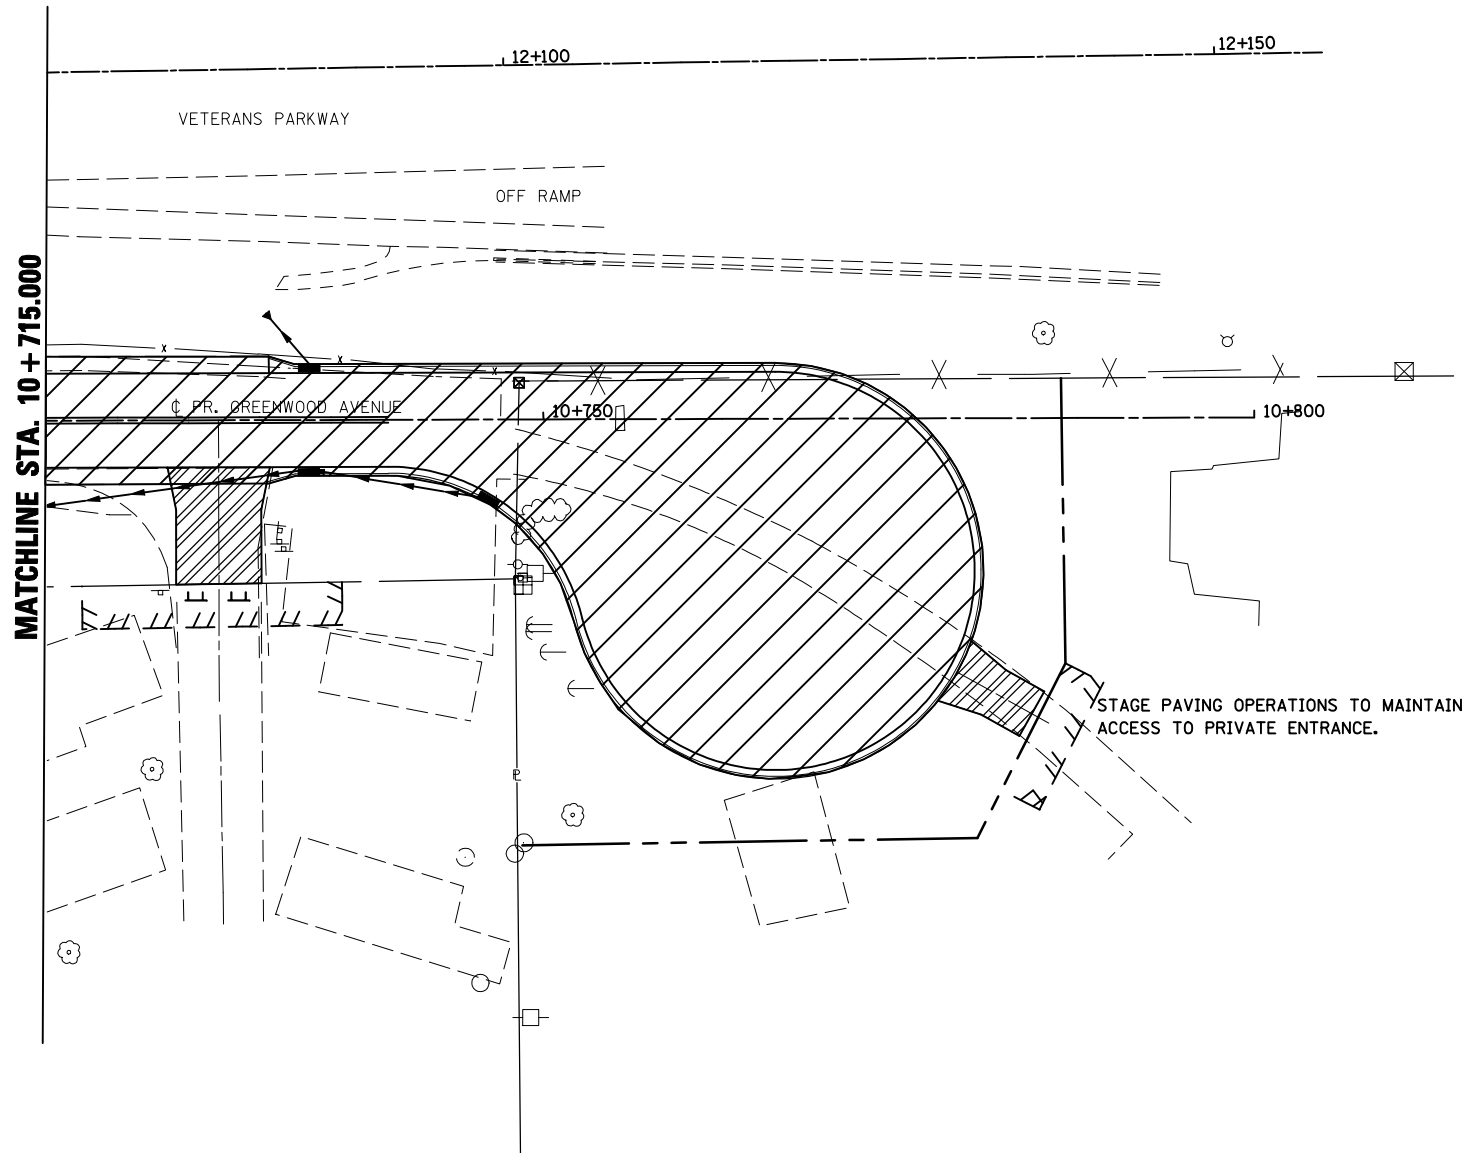 12+100
12+150
VETERANS PARKWAY
OFF RAMP
MATCHLINE STA. 10+715.000
℄ PR. GREENWOOD AVENUE
10+750
10+800
STAGE PAVING OPERATIONS TO MAINTAIN
ACCESS TO PRIVATE ENTRANCE.
PL